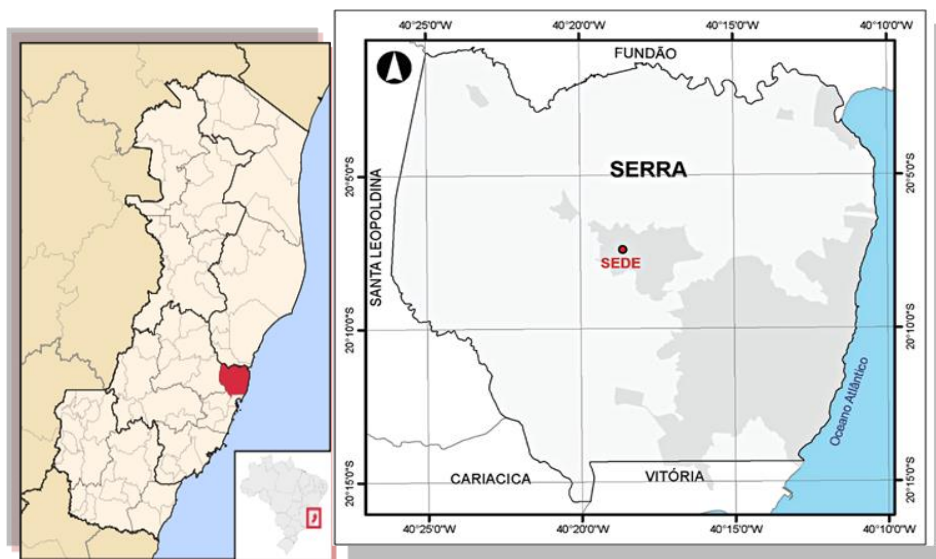 40°25'0"W 40°20'0"W 40°15'0"W 40°10'0"W
FUNDÃO
20°5'0"S
SERRA
20°5'0"S
SANTA LEOPOLDINA
SEDE
20°10'0"S
20°10'0"S
Oceano Atlântico
CARIACICA
VITÓRIA
20°15'0"S
20°15'0"S
40°25'0"W 40°20'0"W 40°15'0"W 40°10'0"W